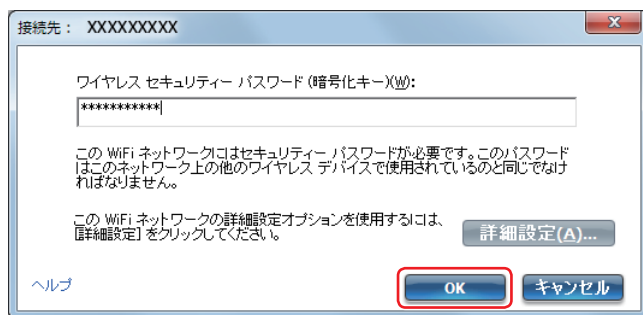 接続先： XXXXXXXXX
x
ワイヤレス セキュリティー パスワード (暗号化キー)(W):
***********
この WiFi ネットワークにはセキュリティー パスワードが必要です。このパスワード
はこのネットワーク上の他のワイヤレス デバイスで使用されているのと同じでなけ
ればなりません。
この WiFi ネットワークの詳細設定オプションを使用するには、
[詳細設定] をクリックしてください。
詳細設定(A)...
ヘルプ
OK
キャンセル